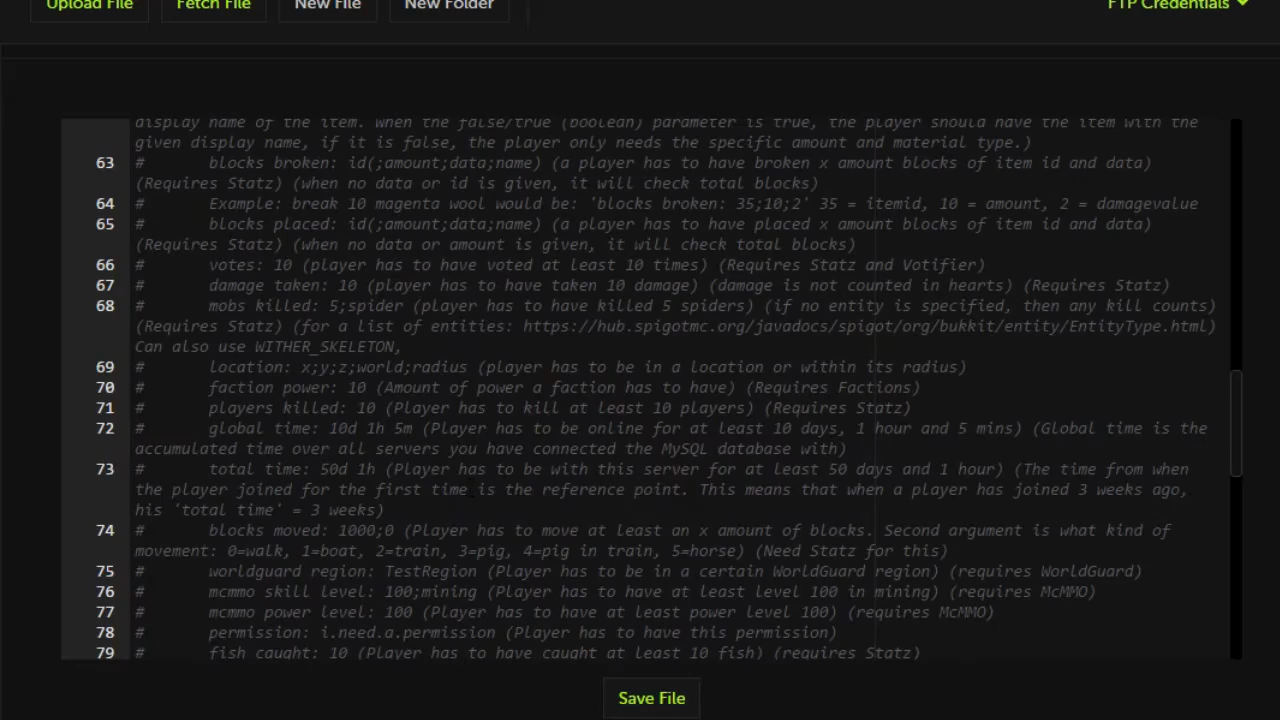 Upload File Fetch File New File New Folder FTP Credentials
display name of the item. When the false/true (boolean) parameter is true, the player should have the item with the
given display name, if it is false, the player only needs the specific amount and material type.)
63 # blocks broken: id(;amount;data;name) (a player has to have broken x amount blocks of item id and data)
(Requires Statz) (when no data or id is given, it will check total blocks)
64 # Example: break 10 magenta wool would be: 'blocks broken: 35;10;2' 35 = itemid, 10 = amount, 2 = damagevalue
65 # blocks placed: id(;amount;data;name) (a player has to have placed x amount blocks of item id and data)
(Requires Statz) (when no data or amount is given, it will check total blocks)
66 # votes: 10 (player has to have voted at least 10 times) (Requires Statz and Votifier)
67 # damage taken: 10 (player has to have taken 10 damage) (damage is not counted in hearts) (Requires Statz)
68 # mobs killed: 5;spider (player has to have killed 5 spiders) (if no entity is specified, then any kill counts)
(Requires Statz) (for a list of entities: https://hub.spigotmc.org/javadocs/spigot/org/bukkit/entity/EntityType.html)
Can also use WITHER_SKELETON,
69 # location: x;y;z;world;radius (player has to be in a location or within its radius)
70 # faction power: 10 (Amount of power a faction has to have) (Requires Factions)
71 # players killed: 10 (Player has to kill at least 10 players) (Requires Statz)
72 # global time: 10d 1h 5m (Player has to be online for at least 10 days, 1 hour and 5 mins) (Global time is the
accumulated time over all servers you have connected the MySQL database with)
73 # total time: 50d 1h (Player has to be with this server for at least 50 days and 1 hour) (The time from when
the player joined for the first time is the reference point. This means that when a player has joined 3 weeks ago,
his 'total time' = 3 weeks)
74 # blocks moved: 1000;0 (Player has to move at least an x amount of blocks. Second argument is what kind of
movement: 0=walk, 1=boat, 2=train, 3=pig, 4=pig in train, 5=horse) (Need Statz for this)
75 # worldguard region: TestRegion (Player has to be in a certain WorldGuard region) (requires WorldGuard)
76 # mcmmo skill level: 100;mining (Player has to have at least level 100 in mining) (requires McMMO)
77 # mcmmo power level: 100 (Player has to have at least power level 100) (requires McMMO)
78 # permission: i.need.a.permission (Player has to have this permission)
79 # fish caught: 10 (Player has to have caught at least 10 fish) (requires Statz)
Save File